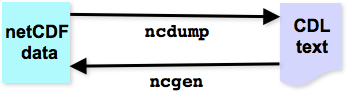 netCDF
data
ncdump
ncgen
CDL
text